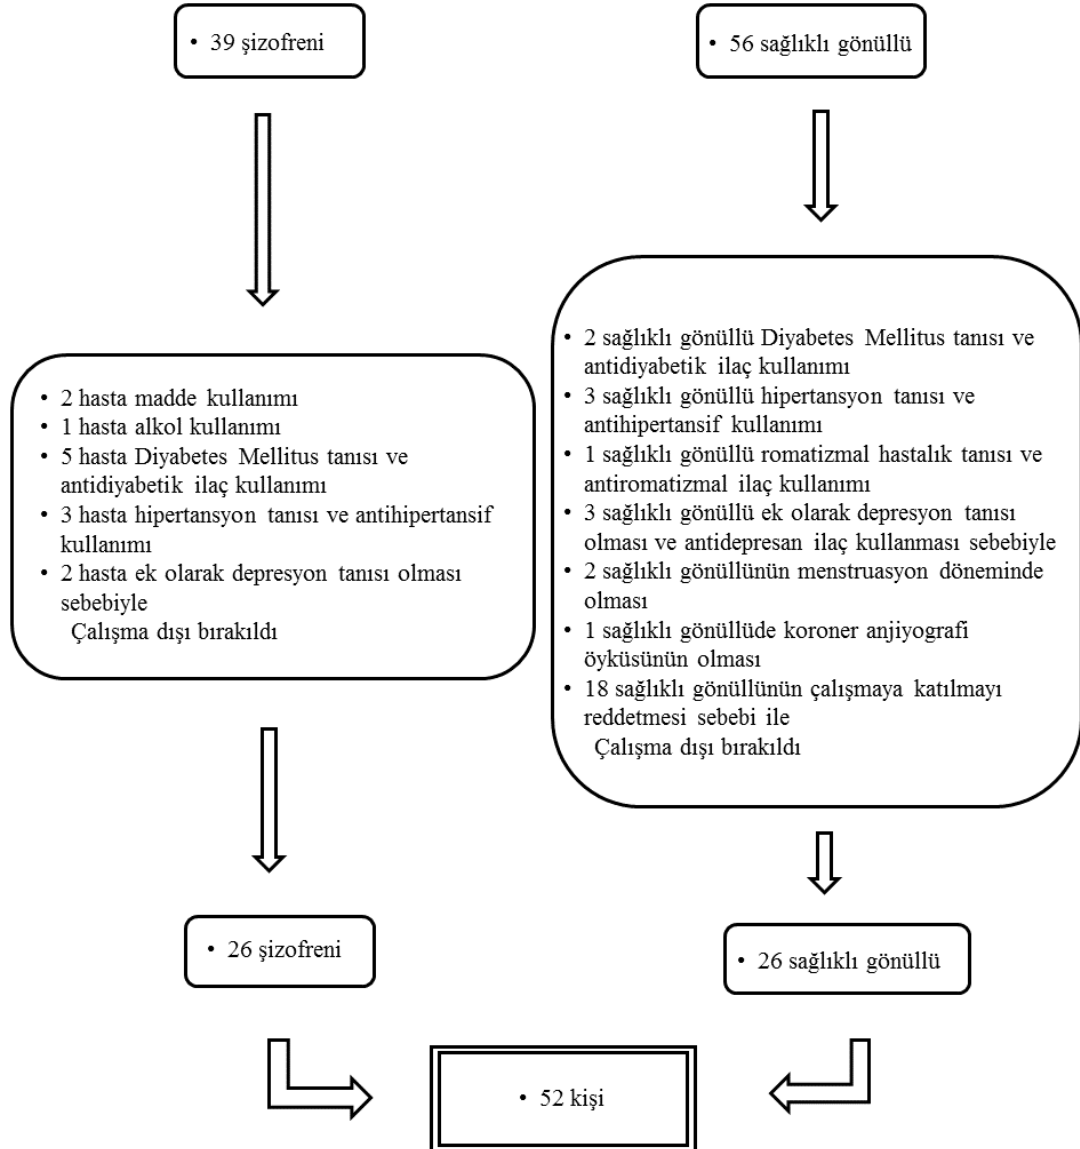 • 39 şizofreni
• 56 sağlıklı gönüllü
• 2 hasta madde kullanımı
• 1 hasta alkol kullanımı
• 5 hasta Diyabetes Mellitus tanısı ve
antidiyabetik ilaç kullanımı
• 3 hasta hipertansyon tanısı ve antihipertansif
kullanımı
• 2 hasta ek olarak depresyon tanısı olması
sebebiyle
Çalışma dışı bırakıldı
• 2 sağlıklı gönüllü Diyabetes Mellitus tanısı ve
antidiyabetik ilaç kullanımı
• 3 sağlıklı gönüllü hipertansyon tanısı ve
antihipertansif kullanımı
• 1 sağlıklı gönüllü romatizmal hastalık tanısı ve
antiromatizmal ilaç kullanımı
• 3 sağlıklı gönüllü ek olarak depresyon tanısı
olması ve antidepresan ilaç kullanması sebebiyle
• 2 sağlıklı gönüllünün menstruasyon döneminde
olması
• 1 sağlıklı gönüllüde koroner anjiyografi
öyküsünün olması
• 18 sağlıklı gönüllünün çalışmaya katılmayı
reddetmesi sebebi ile
Çalışma dışı bırakıldı
• 26 şizofreni
• 26 sağlıklı gönüllü
• 52 kişi